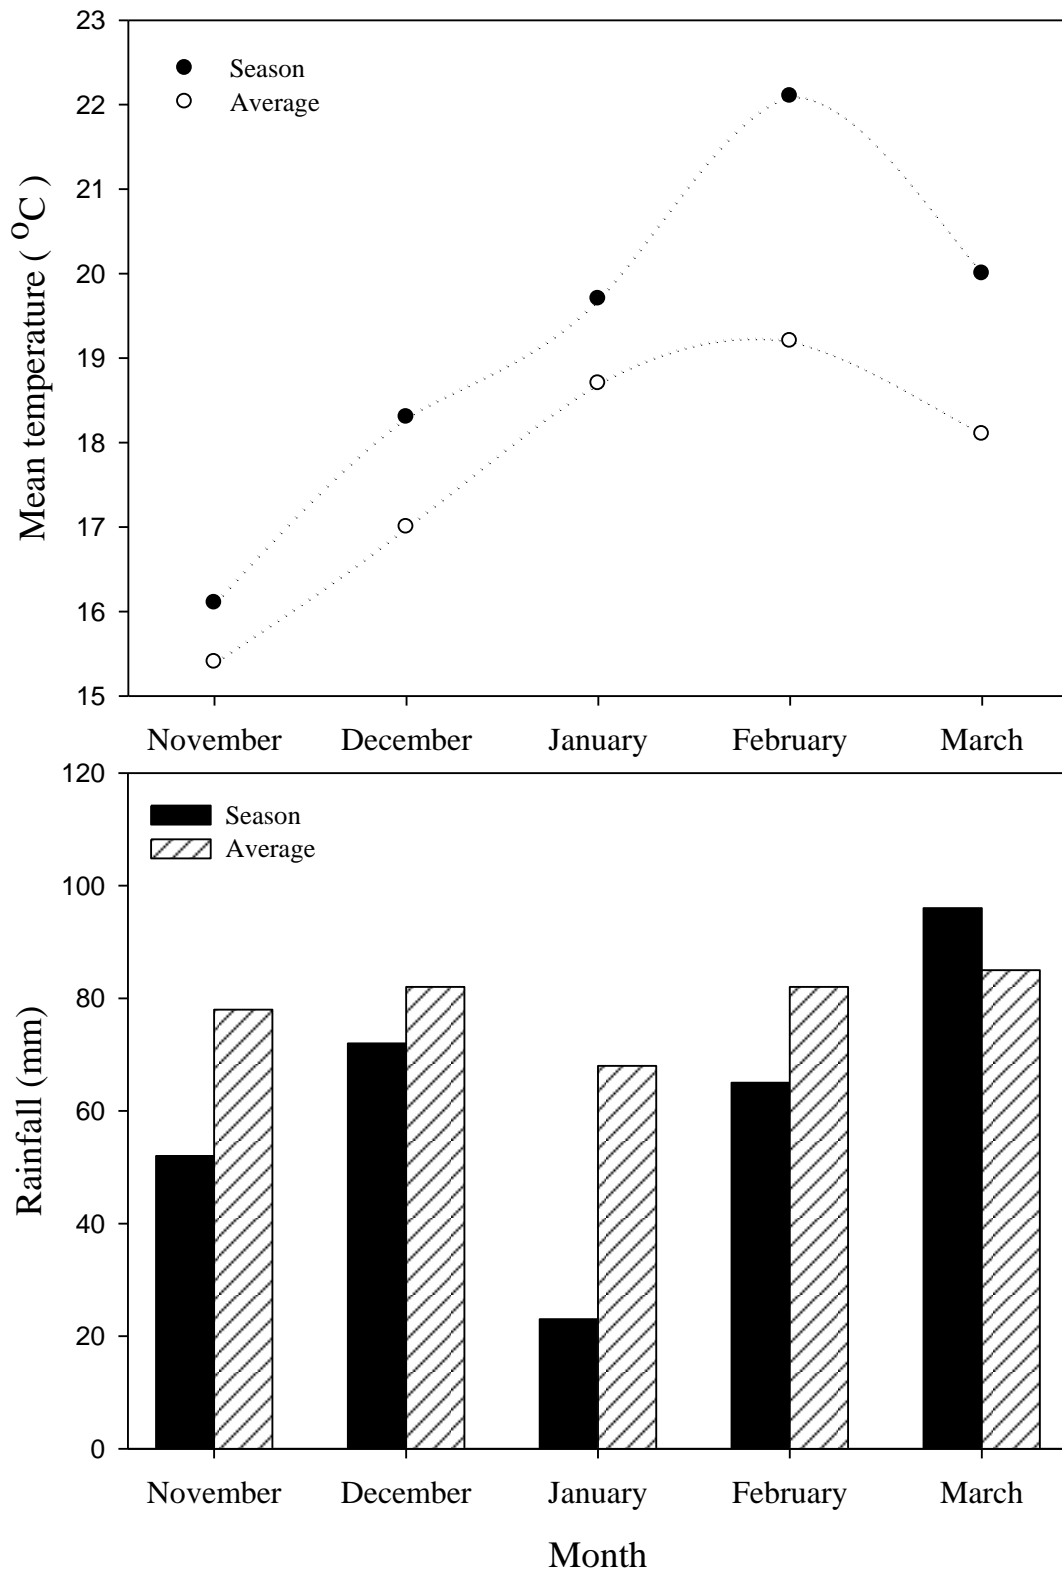 23
22
21
20
19
18
17
16
15
Mean temperature ( ᴼC )
Season
Average
November December January February March
120
100
80
60
40
20
0
Rainfall (mm)
Season
Average
November December January February March
Month